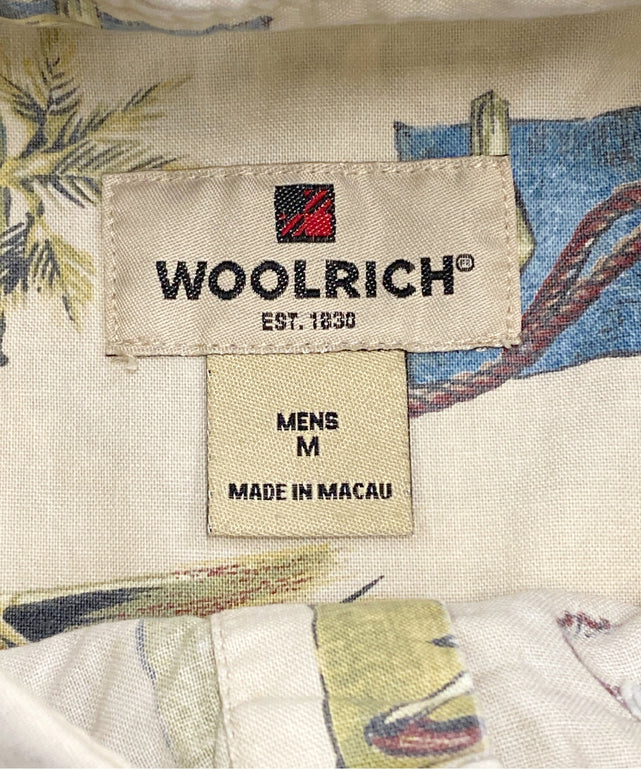 WOOLRICH®
EST. 1830
MENS
M
MADE IN MACAU